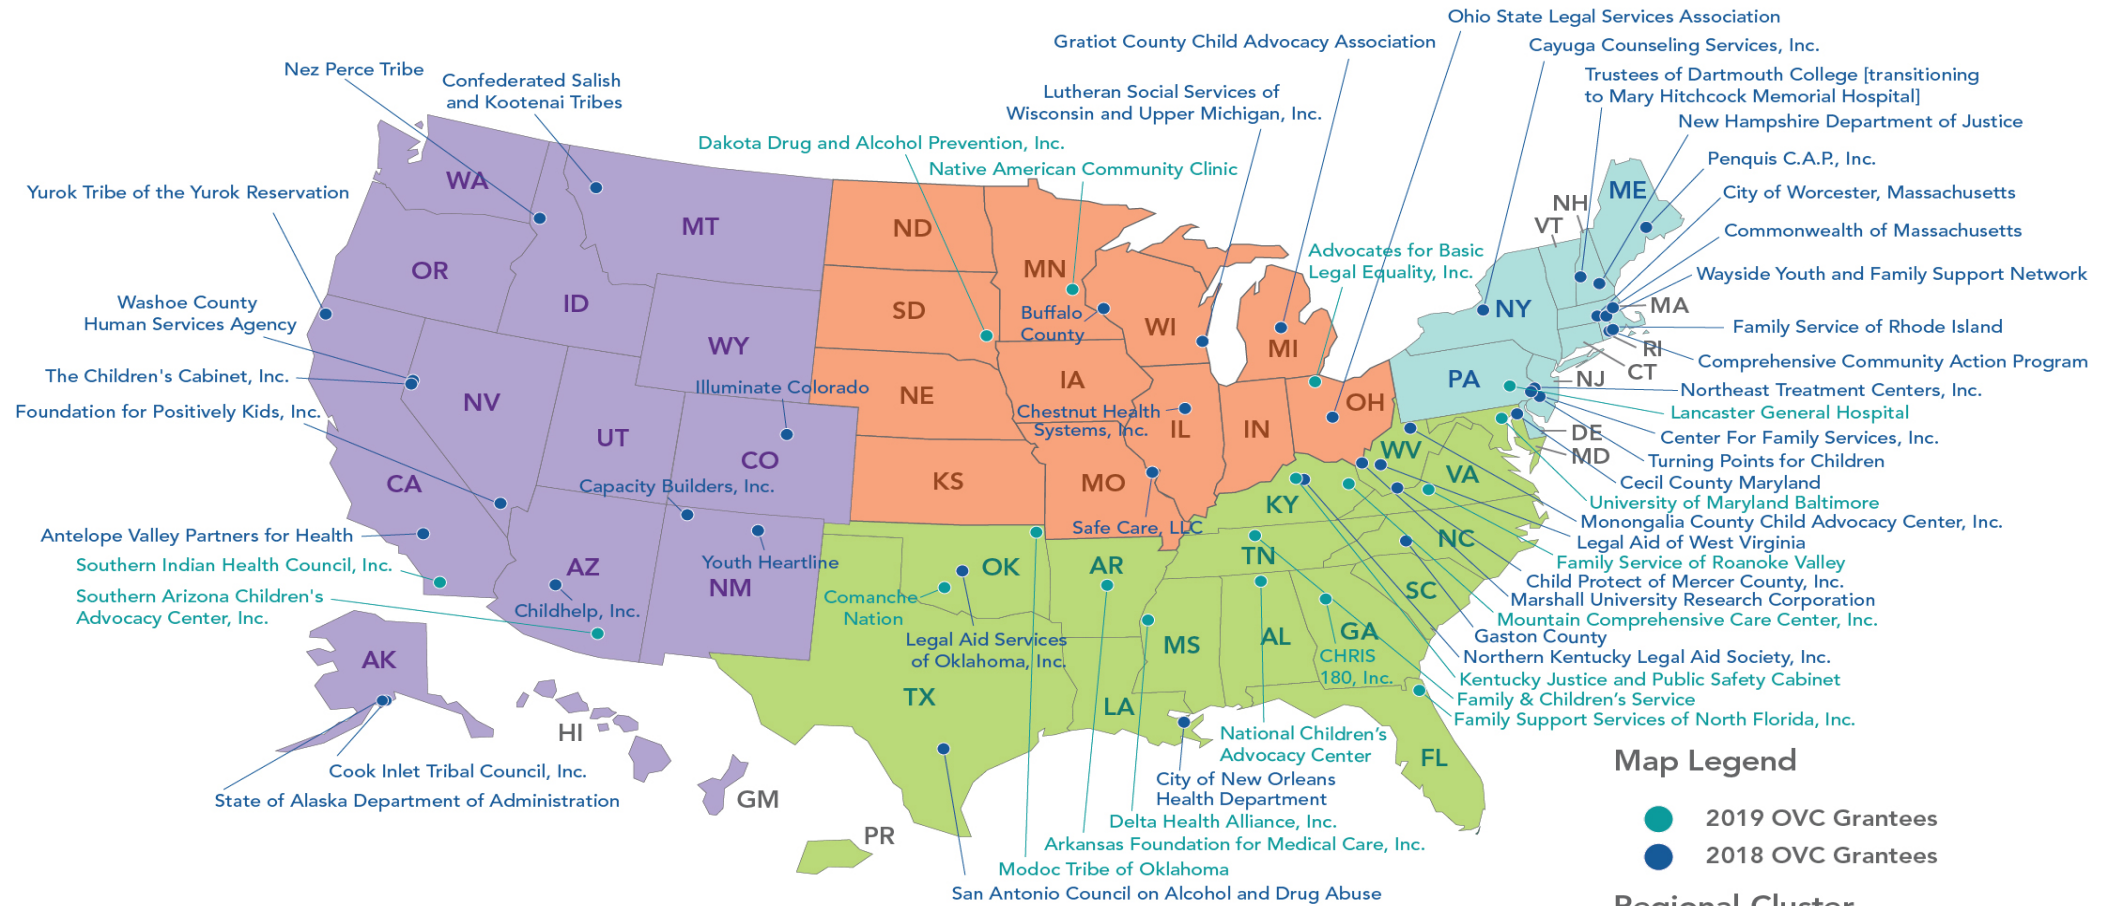 Ohio State Legal Services Association
Gratiot County Child Advocacy Association
Cayuga Counseling Services, Inc.
Nez Perce Tribe
Confederated Salish
and Kootenai Tribes
Lutheran Social Services of
Wisconsin and Upper Michigan, Inc.
Trustees of Dartmouth College [transitioning
to Mary Hitchcock Memorial Hospital]
New Hampshire Department of Justice
Dakota Drug and Alcohol Prevention, Inc.
Native American Community Clinic
Penquis C.A.P., Inc.
City of Worcester, Massachusetts
Commonwealth of Massachusetts
Wayside Youth and Family Support Network
Yurok Tribe of the Yurok Reservation
WA
MT
OR
ID
WY
ND
SD
MN
WI
MI
Advocates for Basic
Legal Equality, Inc.
NH
VT
ME
NY
MA
Family Service of Rhode Island
RI
Comprehensive Community Action Program
CT
Washoe County
Human Services Agency
The Children's Cabinet, Inc.
Foundation for Positively Kids, Inc.
Buffalo
County
NV
UT
Illuminate Colorado
CO
NE
IA
Chestnut Health
Systems, Inc.
IL
IN
OH
PA
NJ
Northeast Treatment Centers, Inc.
Lancaster General Hospital
DE
Center For Family Services, Inc.
MD
Turning Points for Children
Cecil County Maryland
University of Maryland Baltimore
Monongalia County Child Advocacy Center, Inc.
Legal Aid of West Virginia
Family Service of Roanoke Valley
Child Protect of Mercer County, Inc.
Marshall University Research Corporation
Mountain Comprehensive Care Center, Inc.
Gaston County
Northern Kentucky Legal Aid Society, Inc.
Kentucky Justice and Public Safety Cabinet
Family & Children's Service
Family Support Services of North Florida, Inc.
CA
Capacity Builders, Inc.
KS
MO
Safe Care, LLC
KY
WV
VA
Antelope Valley Partners for Health
Southern Indian Health Council, Inc.
Southern Arizona Children's
Advocacy Center, Inc.
AZ
Childhelp, Inc.
Youth Heartline
NM
Comanche
Nation
OK
Legal Aid Services
of Oklahoma, Inc.
AR
TN
NC
SC
MS
AL
GA
CHRIS
180, Inc.
AK
HI
GM
PR
TX
LA
FL
National Children's
Advocacy Center
City of New Orleans
Health Department
Delta Health Alliance, Inc.
Arkansas Foundation for Medical Care, Inc.
Modoc Tribe of Oklahoma
San Antonio Council on Alcohol and Drug Abuse
Cook Inlet Tribal Council, Inc.
State of Alaska Department of Administration
Map Legend
2019 OVC Grantees
2018 OVC Grantees
Regional Cluster